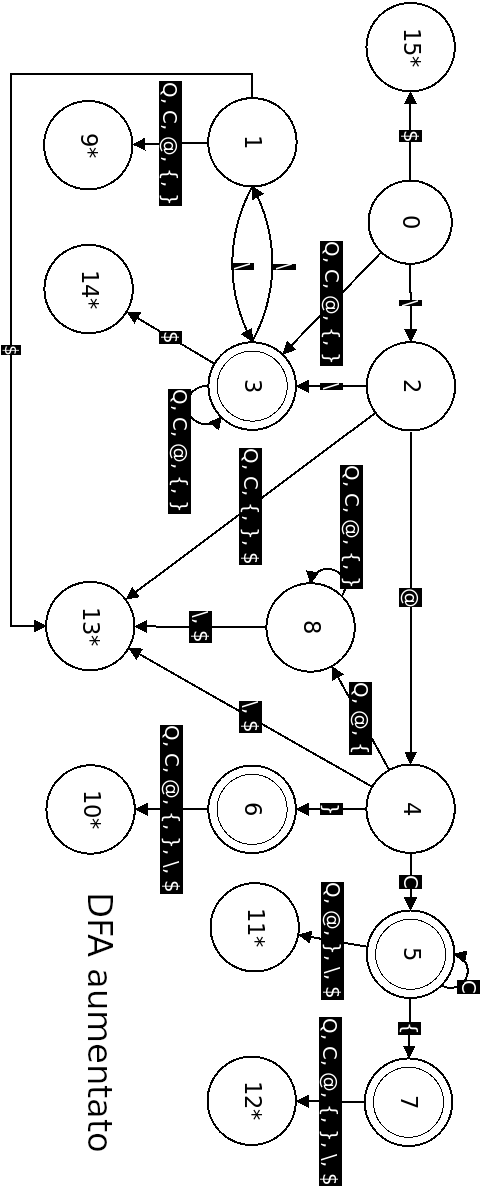 C
15*
$
0
\
2
@
4
C
5
{
7
Q, @, {
Q, C, @, {, }
Q, C, @, {, }
\
}
Q, @, }, \, $
Q, C, @, {, }, \, $
8
\
1
\
3
Q, C, {, }, $
\, $
6
11*
12*
\, $
Q, C, @, {, }
$
Q, C, @, {, }
Q, C, @, {, }, \, $
9*
14*
13*
10*
DFA aumentato
$